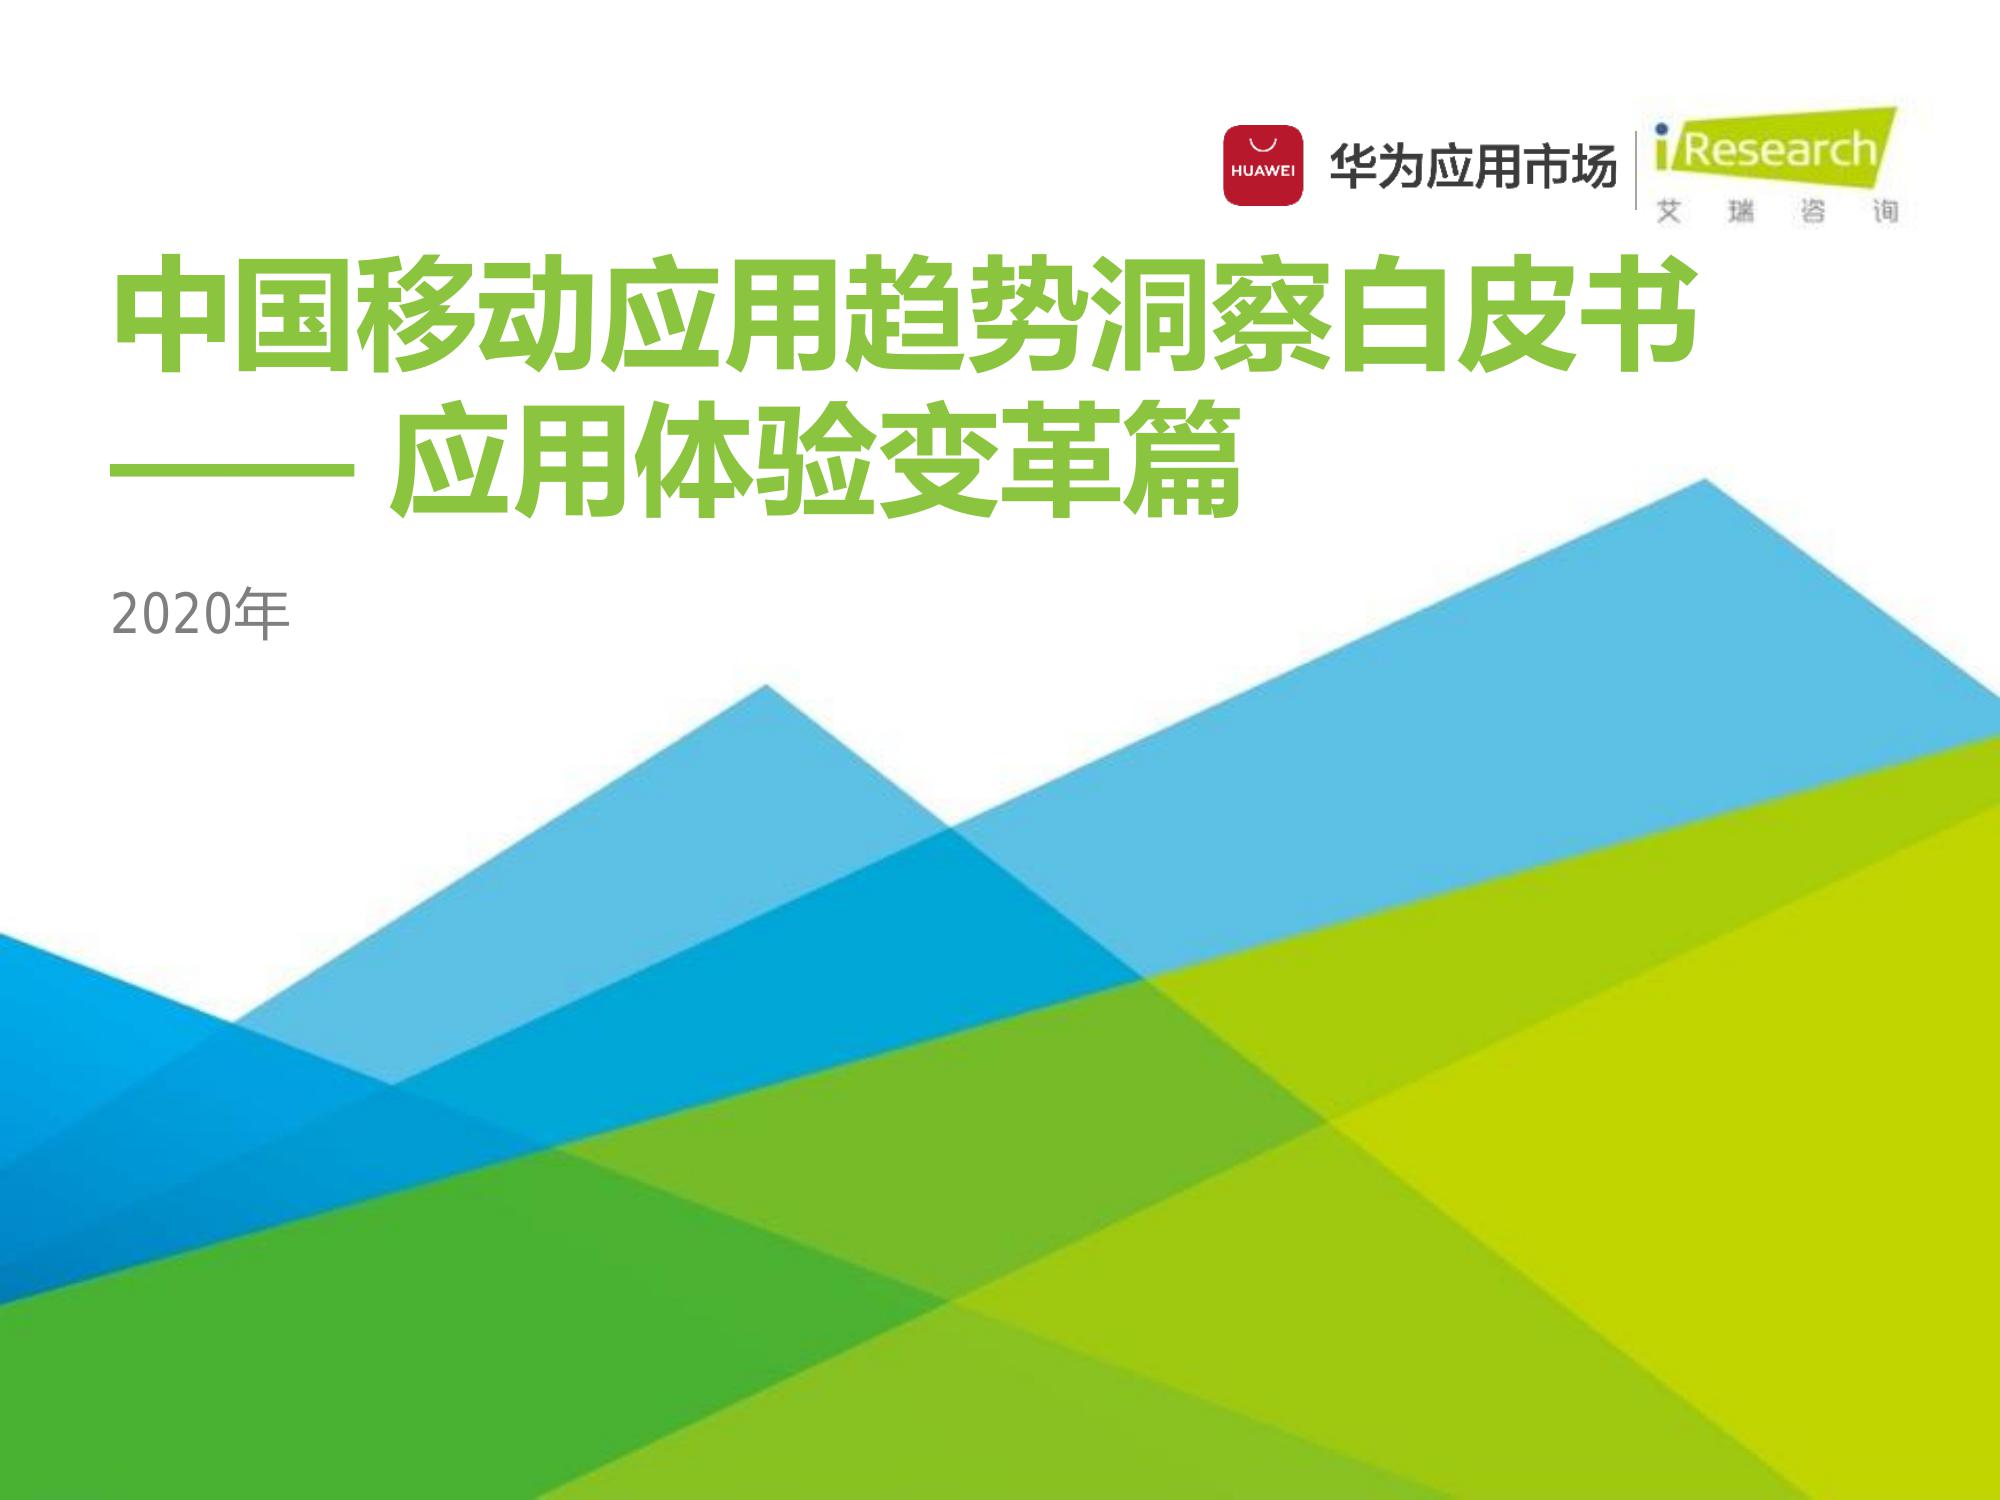 HUAWEI
华为应用市场
iResearch
艾瑞咨询
中国移动应用趋势洞察白皮书
—— 应用体验变革篇
2020年